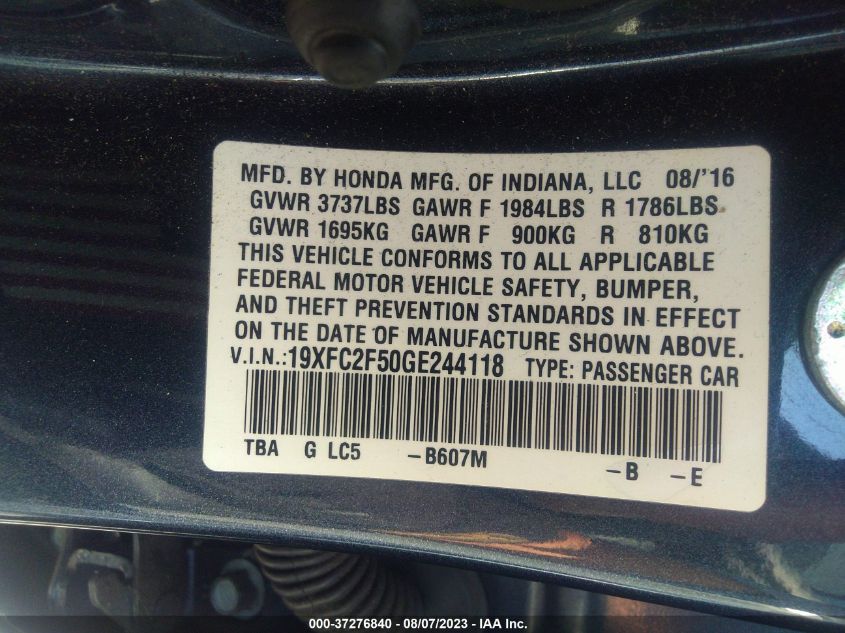 MFD. BY HONDA MFG. OF INDIANA, LLC 08/'16
GVWR 3737LBS GAWR F 1984LBS R 1786LBS
GVWR 1695KG GAWR F 900KG R 810KG
THIS VEHICLE CONFORMS TO ALL APPLICABLE
FEDERAL MOTOR VEHICLE SAFETY, BUMPER,
AND THEFT PREVENTION STANDARDS IN EFFECT
ON THE DATE OF MANUFACTURE SHOWN ABOVE.
V.I.N.:19XFC2F50GE244118 TYPE: PASSENGER CAR
TBA G LC5 -B607M -B -E
000-37276840 - 08/07/2023 - IAA Inc.